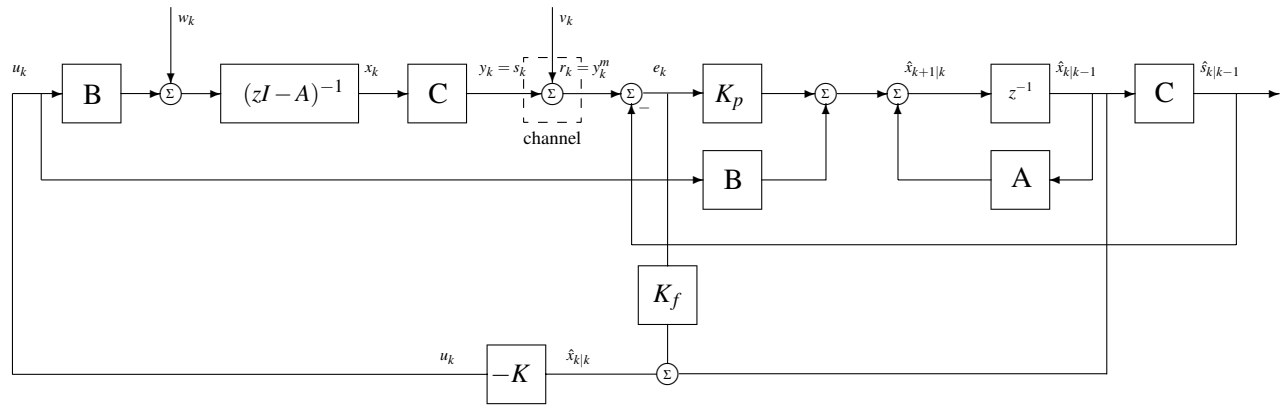 w_k
v_k
u_k
x_k
y_k = s_k
r_k = y_k^m
e_k
x̂_{k+1|k}
x̂_{k|k−1}
ŝ_{k|k−1}
B
Σ
(zI − A)^{−1}
C
Σ
Σ
−
K_p
Σ
Σ
z^{−1}
C
channel
B
A
K_f
u_k
−K
x̂_{k|k}
Σ